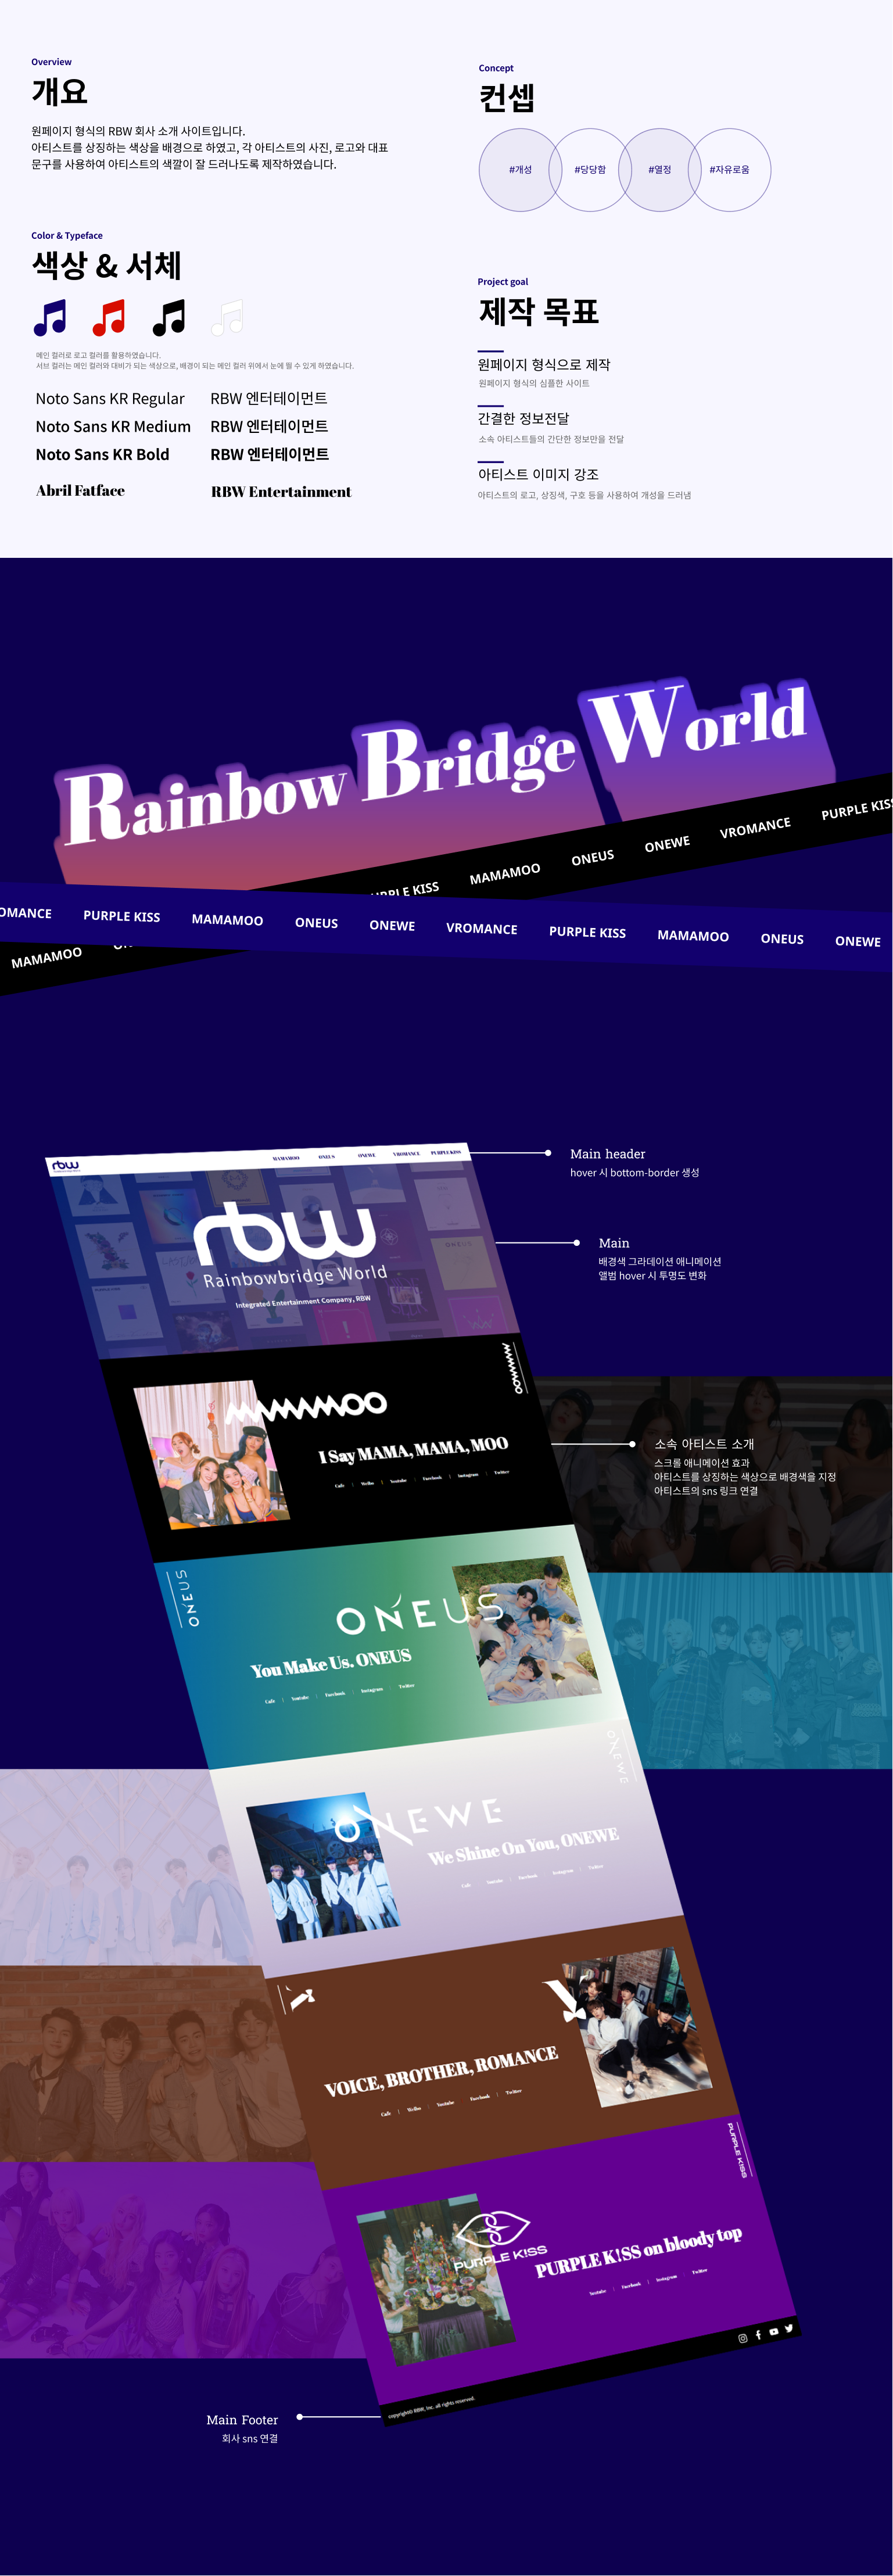 Overview
개요
원페이지 형식의 RBW 회사 소개 사이트입니다.
아티스트를 상징하는 색상을 배경으로 하였고, 각 아티스트의 사진, 로고와 대표
문구를 사용하여 아티스트의 색깔이 잘 드러나도록 제작하였습니다.
Concept
컨셉
#개성
#당당함
#열정
#자유로움
Color & Typeface
색상 & 서체
메인 컬러로 로고 컬러를 활용하였습니다.
서브 컬러는 메인 컬러와 대비가 되는 색상으로, 배경이 되는 메인 컬러 위에서 눈에 띌 수 있게 하였습니다.
Noto Sans KR Regular
RBW 엔터테이먼트
Noto Sans KR Medium
RBW 엔터테이먼트
Noto Sans KR Bold
RBW 엔터테이먼트
Abril Fatface
RBW Entertainment
Project goal
제작 목표
원페이지 형식으로 제작
원페이지 형식의 심플한 사이트
간결한 정보전달
소속 아티스트들의 간단한 정보만을 전달
아티스트 이미지 강조
아티스트의 로고, 상징색, 구호 등을 사용하여 개성을 드러냄
Rainbow Bridge World
PURPLE KISS MAMAMOO ONEUS ONEWE VROMANCE PURPLE KISS
OMANCE PURPLE KISS MAMAMOO ONEUS ONEWE VROMANCE PURPLE KISS MAMAMOO ONEUS ONEWE
MAMAMOO
rbw
MAMAMOO ONEUS ONEWE VROMANCE PURPLE KISS
Main header
hover 시 bottom-border 생성
rbw
Rainbowbridge World
Integrated Entertainment Company, RBW
Main
배경색 그라데이션 애니메이션
앨범 hover 시 투명도 변화
MAMAMOO
MAMAMOO
I Say MAMA, MAMA, MOO
Cafe | Weibo | Youtube | Facebook | Instagram | Twitter
소속 아티스트 소개
스크롤 애니메이션 효과
아티스트를 상징하는 색상으로 배경색을 지정
아티스트의 sns 링크 연결
ONEUS
ONEUS
You Make Us. ONEUS
Cafe | Youtube | Facebook | Instagram | Twitter
ONEWE
ONEWE
We Shine On You, ONEWE
Cafe | Youtube | Facebook | Instagram | Twitter
VOICE, BROTHER, ROMANCE
Cafe | Weibo | Youtube | Facebook | Twitter
PURPLE K!SS
PURPLE K!SS
PURPLE K!SS on bloody top
Youtube | Facebook | Instagram | Twitter
copyright© RBW, Inc. all rights reserved.
Main Footer
회사 sns 연결